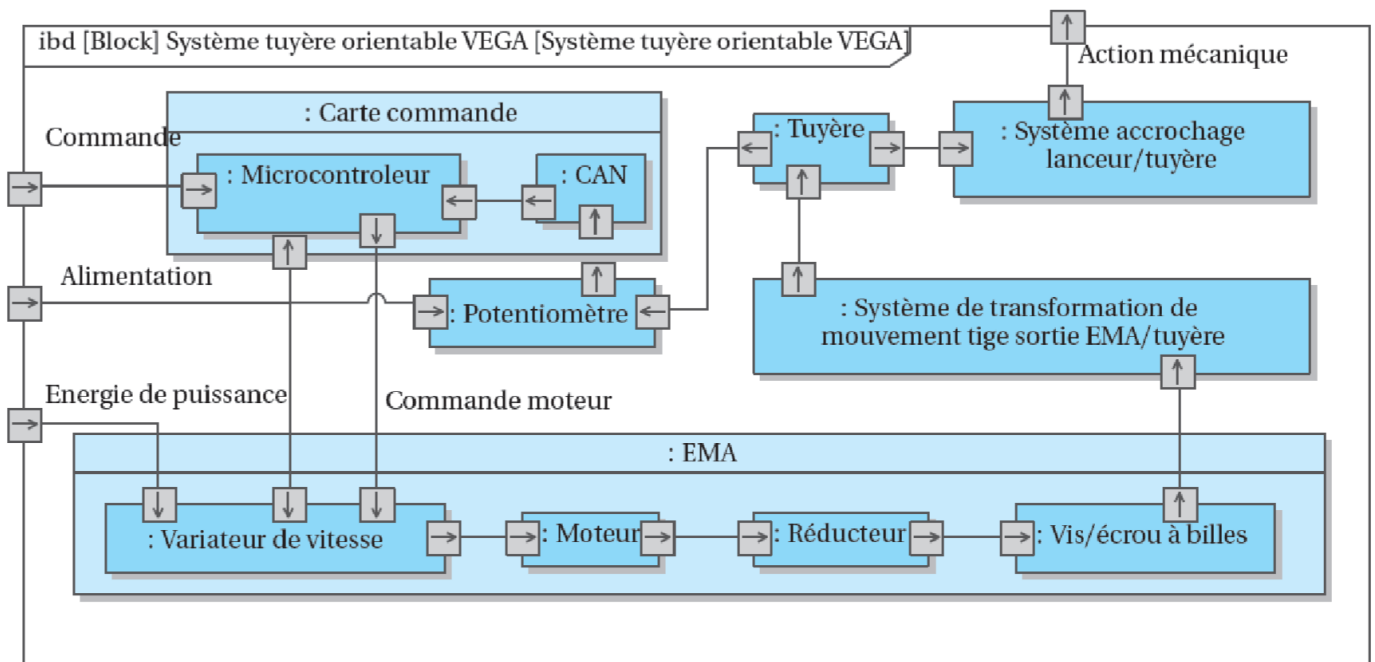 ibd [Block] Système tuyère orientable VEGA [Système tuyère orientable VEGA]
Action mécanique
: Carte commande
Commande
: Microcontroleur
: CAN
: Tuyère
: Système accrochage
lanceur/tuyère
Alimentation
: Potentiomètre
: Système de transformation de
mouvement tige sortie EMA/tuyère
Energie de puissance
Commande moteur
: EMA
: Variateur de vitesse
: Moteur
: Réducteur
: Vis/écrou à billes